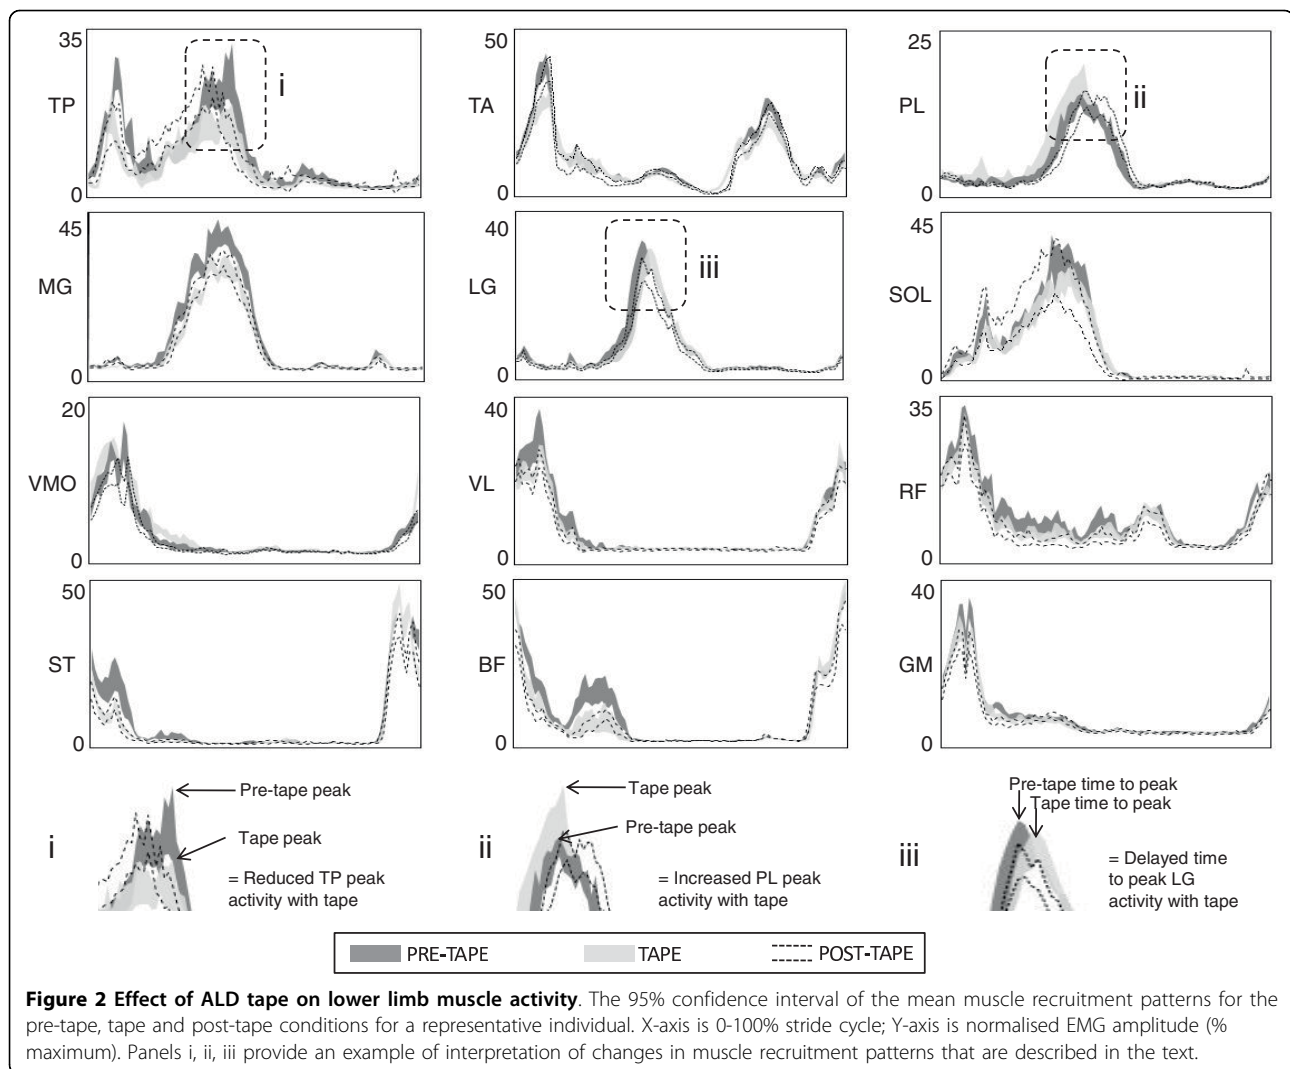 35
TP
0
i
50
TA
0
25
PL
0
ii
45
MG
0
40
LG
0
iii
45
SOL
0
20
VMO
0
40
VL
0
35
RF
0
50
ST
0
50
BF
0
40
GM
0
i
Pre-tape peak
Tape peak
= Reduced TP peak
activity with tape
ii
Tape peak
Pre-tape peak
= Increased PL peak
activity with tape
iii
Pre-tape time to peak
Tape time to peak
= Delayed time
to peak LG
activity with tape
PRE-TAPE TAPE POST-TAPE
Figure 2 Effect of ALD tape on lower limb muscle activity. The 95% confidence interval of the mean muscle recruitment patterns for the
pre-tape, tape and post-tape conditions for a representative individual. X-axis is 0-100% stride cycle; Y-axis is normalised EMG amplitude (%
maximum). Panels i, ii, iii provide an example of interpretation of changes in muscle recruitment patterns that are described in the text.